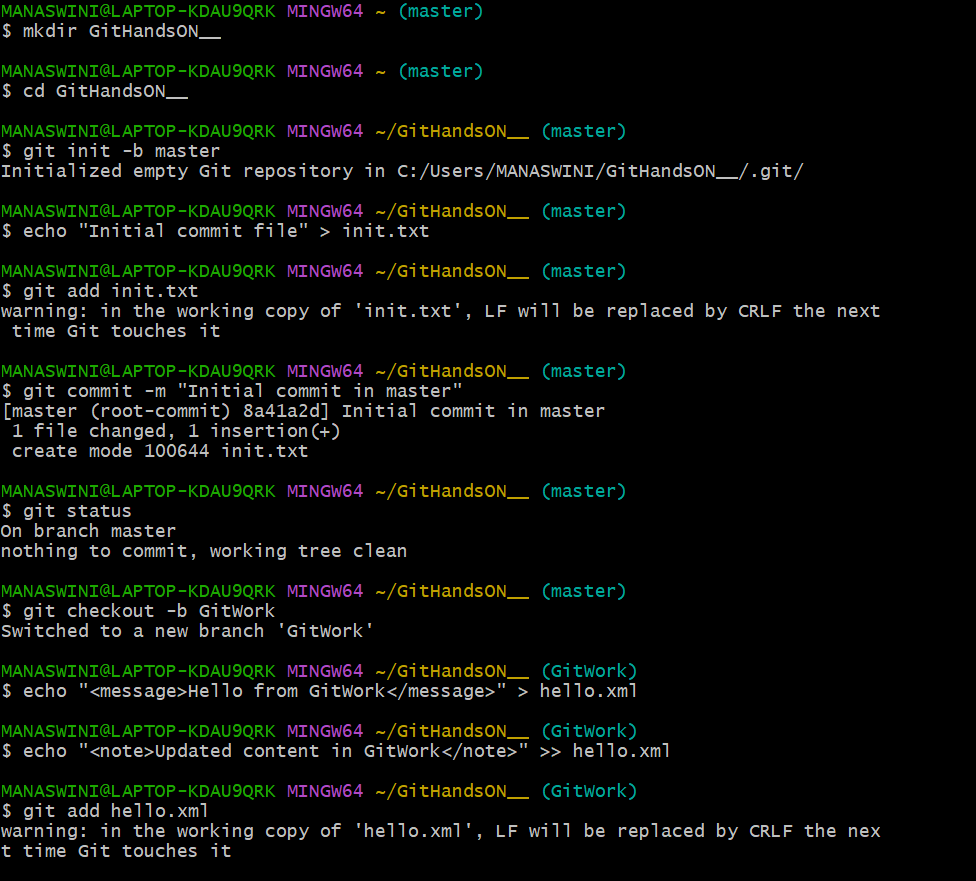 MANASWINI@LAPTOP-KDAU9QRK MINGW64 ~ (master)
$ mkdir GitHandsON__
MANASWINI@LAPTOP-KDAU9QRK MINGW64 ~ (master)
$ cd GitHandsON__
MANASWINI@LAPTOP-KDAU9QRK MINGW64 ~/GitHandsON__ (master)
$ git init -b master
Initialized empty Git repository in C:/Users/MANASWINI/GitHandsON__/.git/
MANASWINI@LAPTOP-KDAU9QRK MINGW64 ~/GitHandsON__ (master)
$ echo "Initial commit file" > init.txt
MANASWINI@LAPTOP-KDAU9QRK MINGW64 ~/GitHandsON__ (master)
$ git add init.txt
warning: in the working copy of 'init.txt', LF will be replaced by CRLF the next
 time Git touches it
MANASWINI@LAPTOP-KDAU9QRK MINGW64 ~/GitHandsON__ (master)
$ git commit -m "Initial commit in master"
[master (root-commit) 8a41a2d] Initial commit in master
 1 file changed, 1 insertion(+)
 create mode 100644 init.txt
MANASWINI@LAPTOP-KDAU9QRK MINGW64 ~/GitHandsON__ (master)
$ git status
On branch master
nothing to commit, working tree clean
MANASWINI@LAPTOP-KDAU9QRK MINGW64 ~/GitHandsON__ (master)
$ git checkout -b GitWork
Switched to a new branch 'GitWork'
MANASWINI@LAPTOP-KDAU9QRK MINGW64 ~/GitHandsON__ (GitWork)
$ echo "<message>Hello from GitWork</message>" > hello.xml
MANASWINI@LAPTOP-KDAU9QRK MINGW64 ~/GitHandsON__ (GitWork)
$ echo "<note>Updated content in GitWork</note>" >> hello.xml
MANASWINI@LAPTOP-KDAU9QRK MINGW64 ~/GitHandsON__ (GitWork)
$ git add hello.xml
warning: in the working copy of 'hello.xml', LF will be replaced by CRLF the nex
t time Git touches it